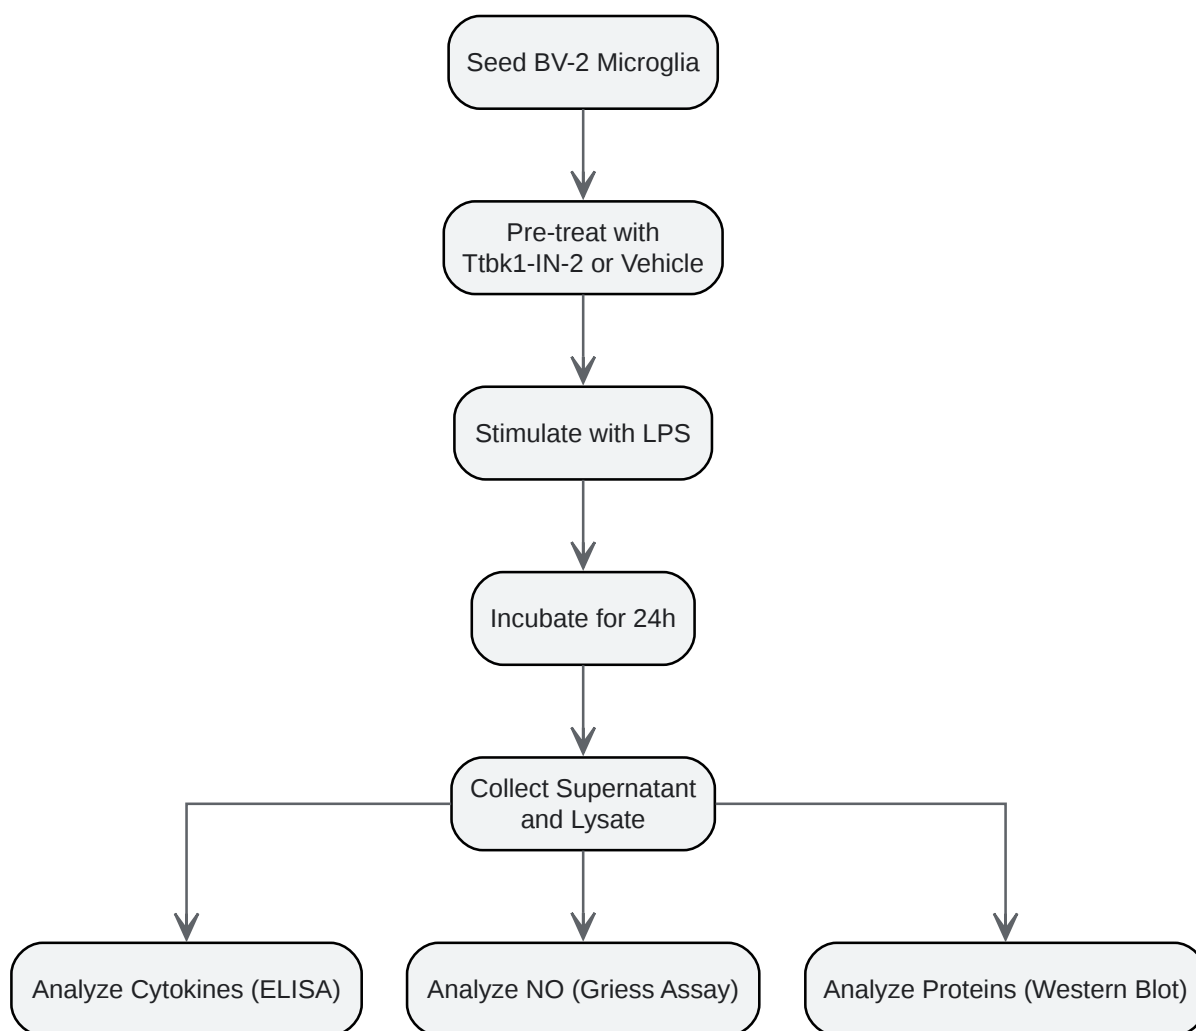 Seed BV-2 Microglia
Pre-treat with
Ttbk1-IN-2 or Vehicle
Stimulate with LPS
Incubate for 24h
Collect Supernatant
and Lysate
Analyze Cytokines (ELISA)
Analyze NO (Griess Assay)
Analyze Proteins (Western Blot)